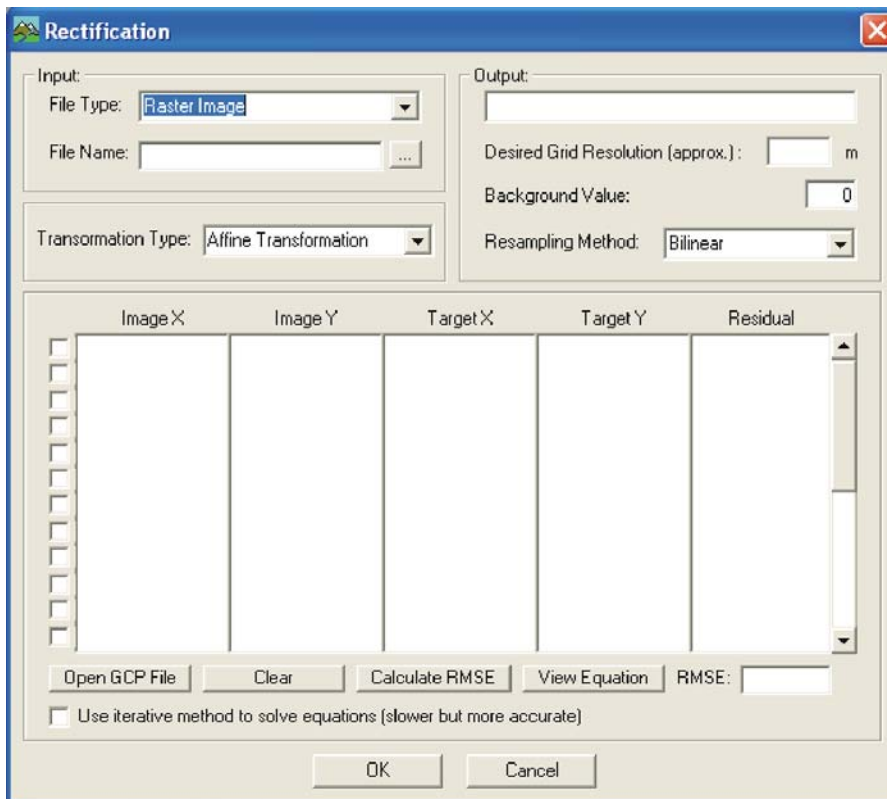 Rectification
Input:
File Type: Raster Image
File Name: ...
Transormation Type: Affine Transformation
Output:
Desired Grid Resolution (approx.) : m
Background Value: 0
Resampling Method: Bilinear
Image X Image Y Target X Target Y Residual
Open GCP File Clear Calculate RMSE View Equation RMSE:
Use iterative method to solve equations (slower but more accurate)
OK Cancel